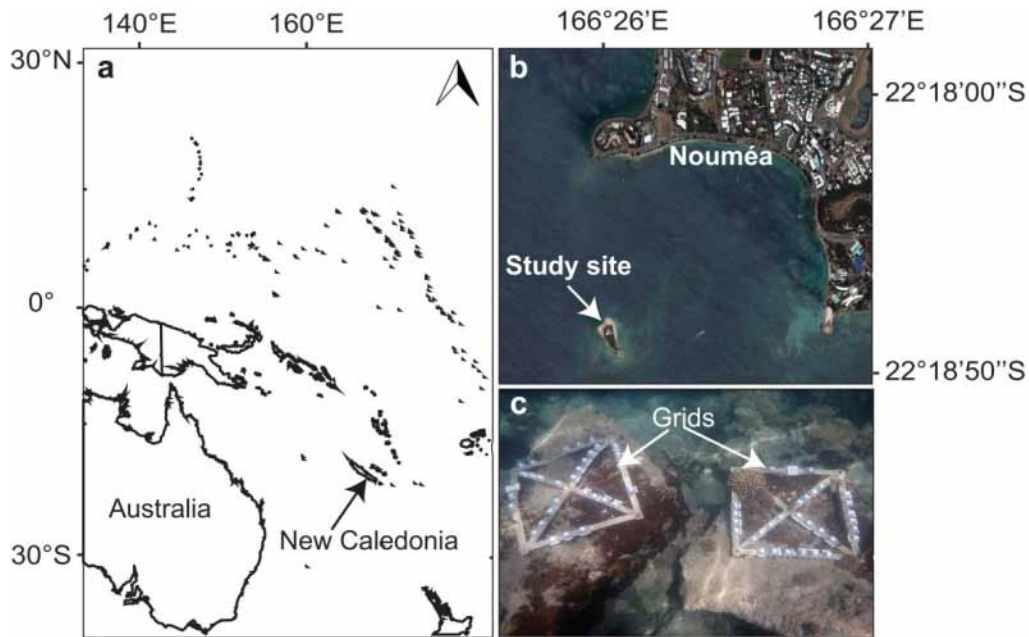 140°E
160°E
166°26'E
166°27'E
30°N
a
b
22°18'00''S
Nouméa
Study site
0°
22°18'50''S
c
Grids
Australia
New Caledonia
30°S